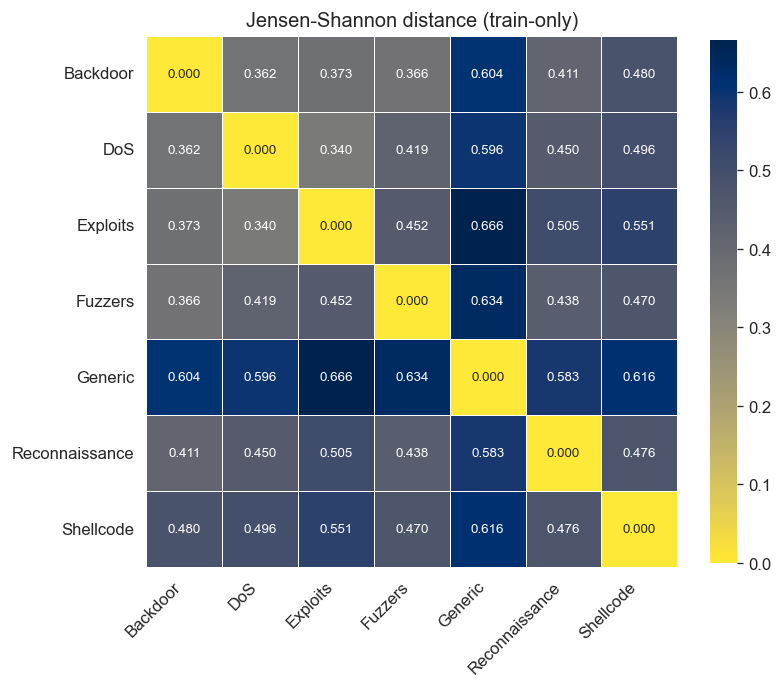 Jensen-Shannon distance (train-only)
Backdoor 0.000 0.362 0.373 0.366 0.604 0.411 0.480
DoS 0.362 0.000 0.340 0.419 0.596 0.450 0.496
Exploits 0.373 0.340 0.000 0.452 0.666 0.505 0.551
Fuzzers 0.366 0.419 0.452 0.000 0.634 0.438 0.470
Generic 0.604 0.596 0.666 0.634 0.000 0.583 0.616
Reconnaissance 0.411 0.450 0.505 0.438 0.583 0.000 0.476
Shellcode 0.480 0.496 0.551 0.470 0.616 0.476 0.000
Backdoor DoS Exploits Fuzzers Generic Reconnaissance Shellcode
0.6
0.5
0.4
0.3
0.2
0.1
0.0